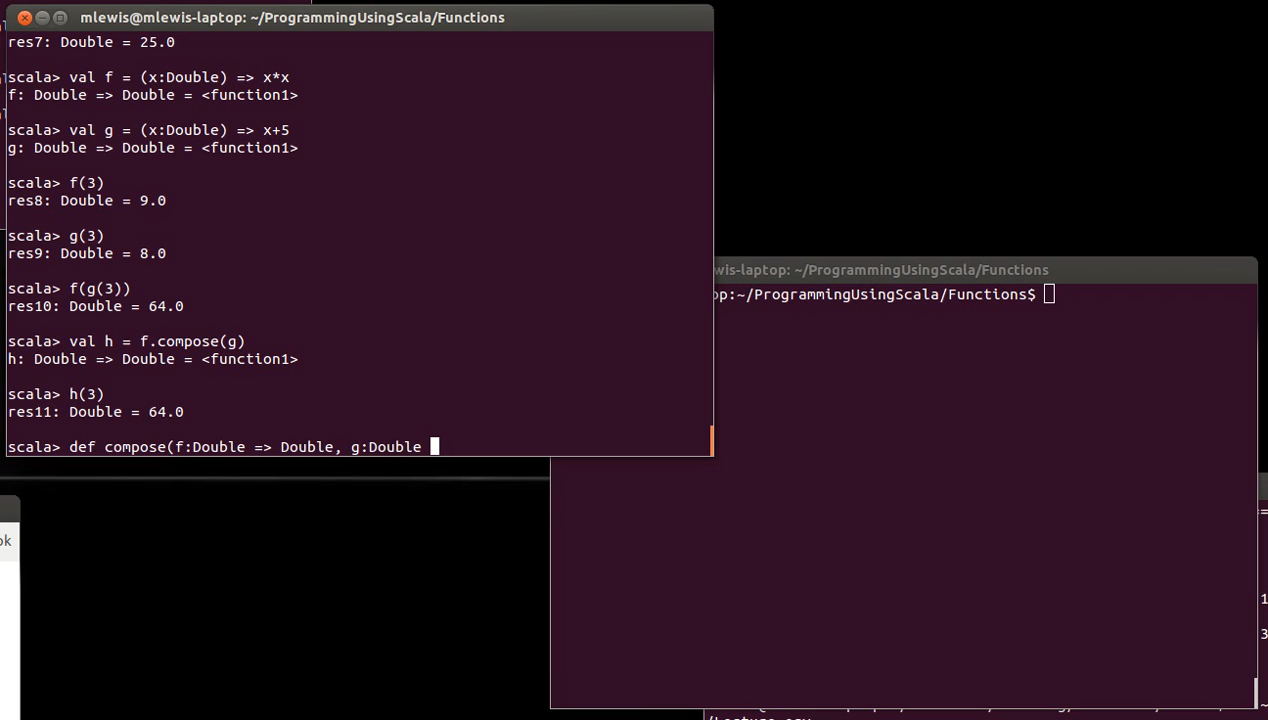 mlewis@mlewis-laptop: ~/ProgrammingUsingScala/Functions
res7: Double = 25.0
scala> val f = (x:Double) => x*x
f: Double => Double = <function1>
scala> val g = (x:Double) => x+5
g: Double => Double = <function1>
scala> f(3)
res8: Double = 9.0
scala> g(3)
res9: Double = 8.0
scala> f(g(3))
res10: Double = 64.0
scala> val h = f.compose(g)
h: Double => Double = <function1>
scala> h(3)
res11: Double = 64.0
scala> def compose(f:Double => Double, g:Double
wis-laptop: ~/ProgrammingUsingScala/Functions
op:~/ProgrammingUsingScala/Functions$
ok
1
3